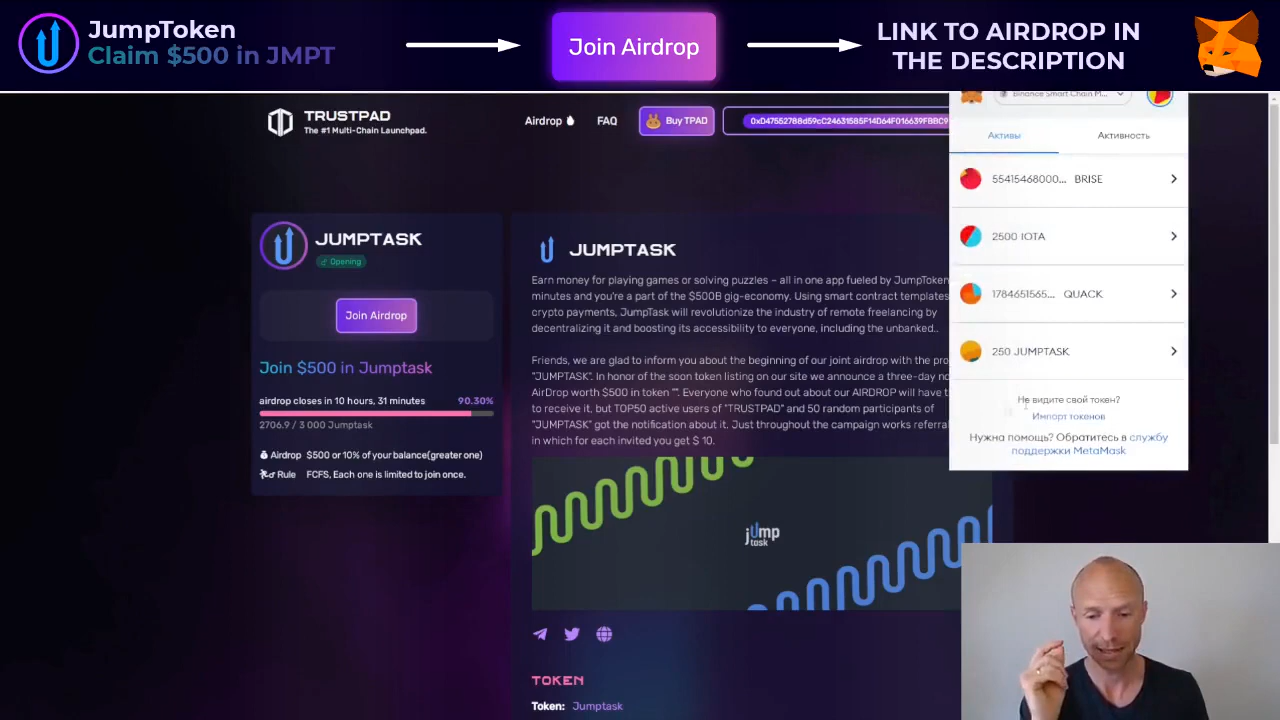 JumpToken
Claim $500 in JMPT
Join Airdrop
LINK TO AIRDROP IN
THE DESCRIPTION
TRUSTPAD
The #1 Multi-Chain Launchpad.
Airdrop
FAQ
Buy TPAD
0xD47552788d59cC24631585F14D64F016639FBBC9
Binance Smart Chain M...
Активы
Активность
55415468000... BRISE
2500 IOTA
1784651565... QUACK
250 JUMPTASK
Не видите свой токен?
Импорт токенов
Нужна помощь? Обратитесь в службу
поддержки MetaMask
JUMPTASK
Opening
Join Airdrop
Join $500 in Jumptask
airdrop closes in 10 hours, 31 minutes 90.30%
2706.9 / 3 000 Jumptask
Airdrop $500 or 10% of your balance(greater one)
Rule FCFS, Each one is limited to join once.
JUMPTASK
Earn money for playing games or solving puzzles – all in one app fueled by JumpToken
minutes and you're a part of the $500B gig-economy. Using smart contract templates
crypto payments, JumpTask will revolutionize the industry of remote freelancing by
decentralizing it and boosting its accessibility to everyone, including the unbanked..
Friends, we are glad to inform you about the beginning of our joint airdrop with the pro
"JUMPTASK". In honor of the soon token listing on our site we announce a three-day no
AirDrop worth $500 in token "". Everyone who found out about our AIRDROP will have t
to receive it, but TOP50 active users of "TRUSTPAD" and 50 random participants of
"JUMPTASK" got the notification about it. Just throughout the campaign works referral
in which for each invited you get $ 10.
jUmp
task
TOKEN
Token: Jumptask